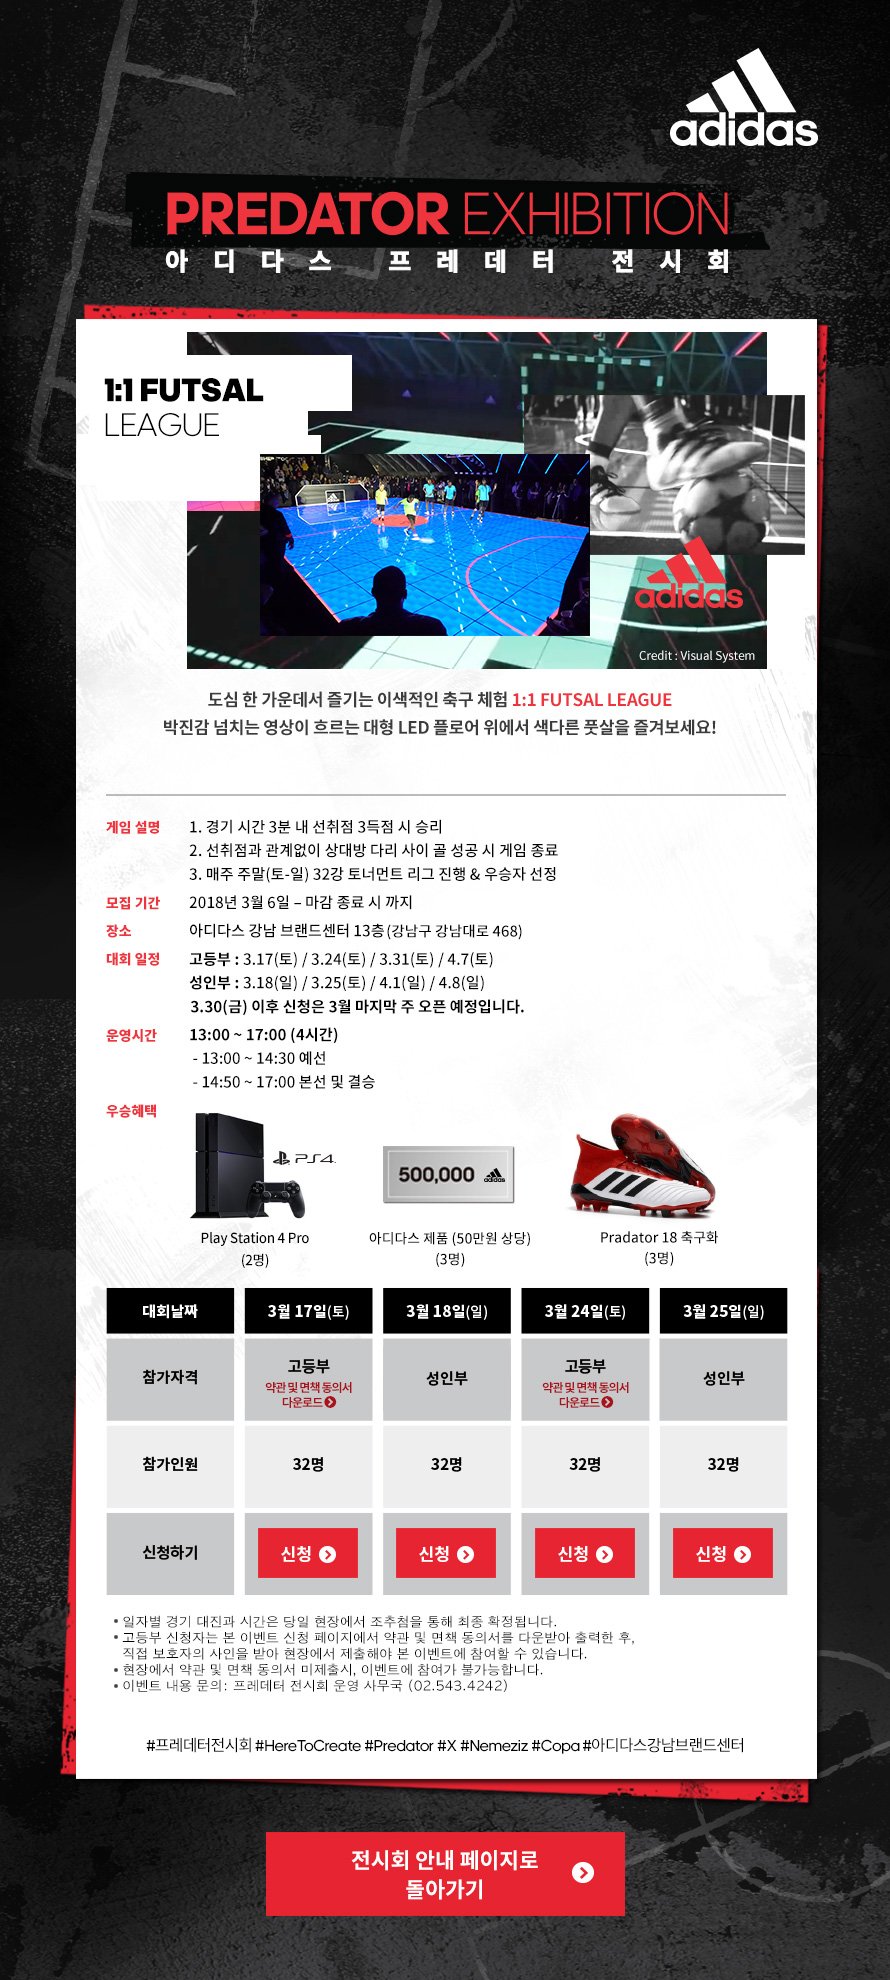 adidas
PREDATOR EXHIBITION
아디다스 프레데터 전시회
1:1 FUTSAL
LEAGUE
adidas
Credit : Visual System
도심 한 가운데서 즐기는 이색적인 축구 체험 1:1 FUTSAL LEAGUE
박진감 넘치는 영상이 흐르는 대형 LED 플로어 위에서 색다른 풋살을 즐겨보세요!
게임 설명 1. 경기 시간 3분 내 선취점 3득점 시 승리
2. 선취점과 관계없이 상대방 다리 사이 골 성공 시 게임 종료
3. 매주 주말(토-일) 32강 토너먼트 리그 진행 & 우승자 선정
모집 기간 2018년 3월 6일 – 마감 종료 시 까지
장소 아디다스 강남 브랜드센터 13층 (강남구 강남대로 468)
대회 일정 고등부 : 3.17(토) / 3.24(토) / 3.31(토) / 4.7(토)
성인부 : 3.18(일) / 3.25(토) / 4.1(일) / 4.8(일)
3.30(금) 이후 신청은 3월 마지막 주 오픈 예정입니다.
운영시간 13:00 ~ 17:00 (4시간)
- 13:00 ~ 14:30 예선
- 14:50 ~ 17:00 본선 및 결승
우승혜택
PS4
500,000 adidas
Play Station 4 Pro 아디다스 제품 (50만원 상당) Pradator 18 축구화
(2명) (3명) (3명)
대회날짜 3월 17일(토) 3월 18일(일) 3월 24일(토) 3월 25일(일)
참가자격 고등부 성인부 고등부 성인부
약관 및 면책 동의서 약관 및 면책 동의서
다운로드 다운로드
참가인원 32명 32명 32명 32명
신청하기 신청 신청 신청 신청
• 일자별 경기 대진과 시간은 당일 현장에서 조추첨을 통해 최종 확정됩니다.
• 고등부 신청자는 본 이벤트 신청 페이지에서 약관 및 면책 동의서를 다운받아 출력한 후,
직접 보호자의 사인을 받아 현장에서 제출해야 본 이벤트에 참여할 수 있습니다.
• 현장에서 약관 및 면책 동의서 미제출시, 이벤트에 참여가 불가능합니다.
• 이벤트 내용 문의: 프레데터 전시회 운영 사무국 (02.543.4242)
#프레데터전시회 #HereToCreate #Predator #X #Nemeziz #Copa #아디다스강남브랜드센터
전시회 안내 페이지로
돌아가기